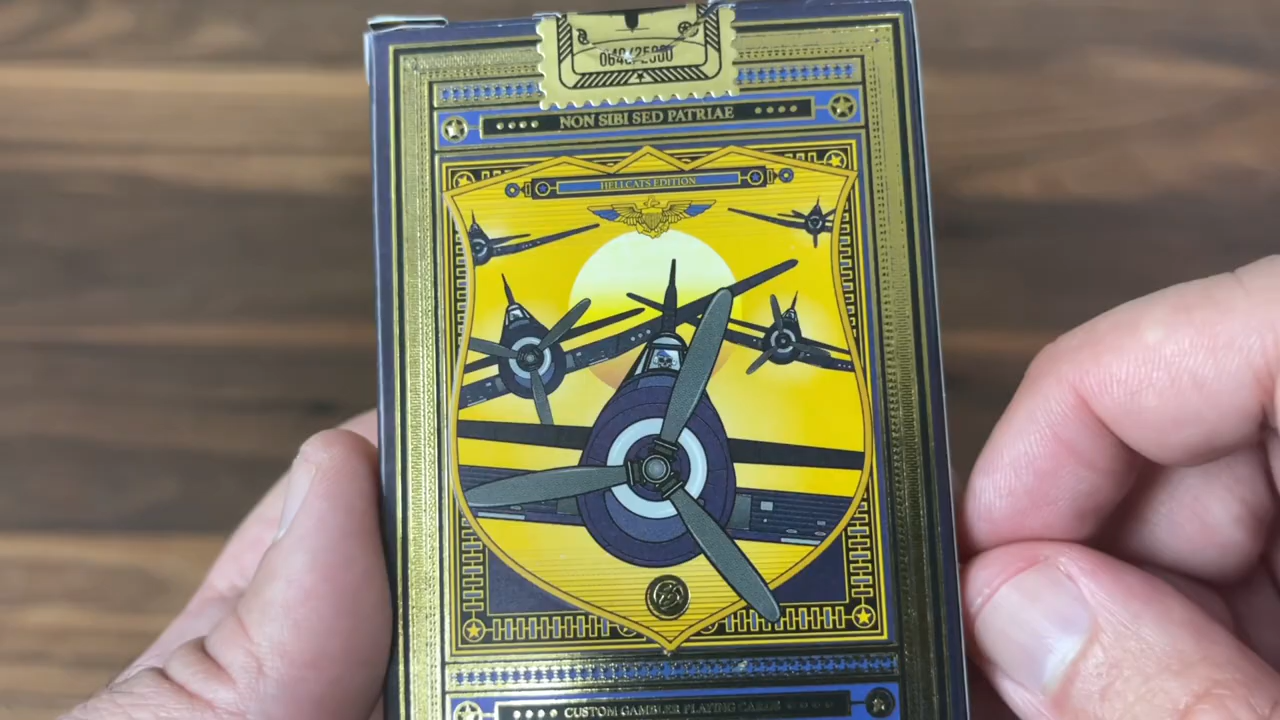 NON SIBI SED PATRIAE
HELLCATS EDITION
CUSTOM GAMBLER PLAYING CARDS